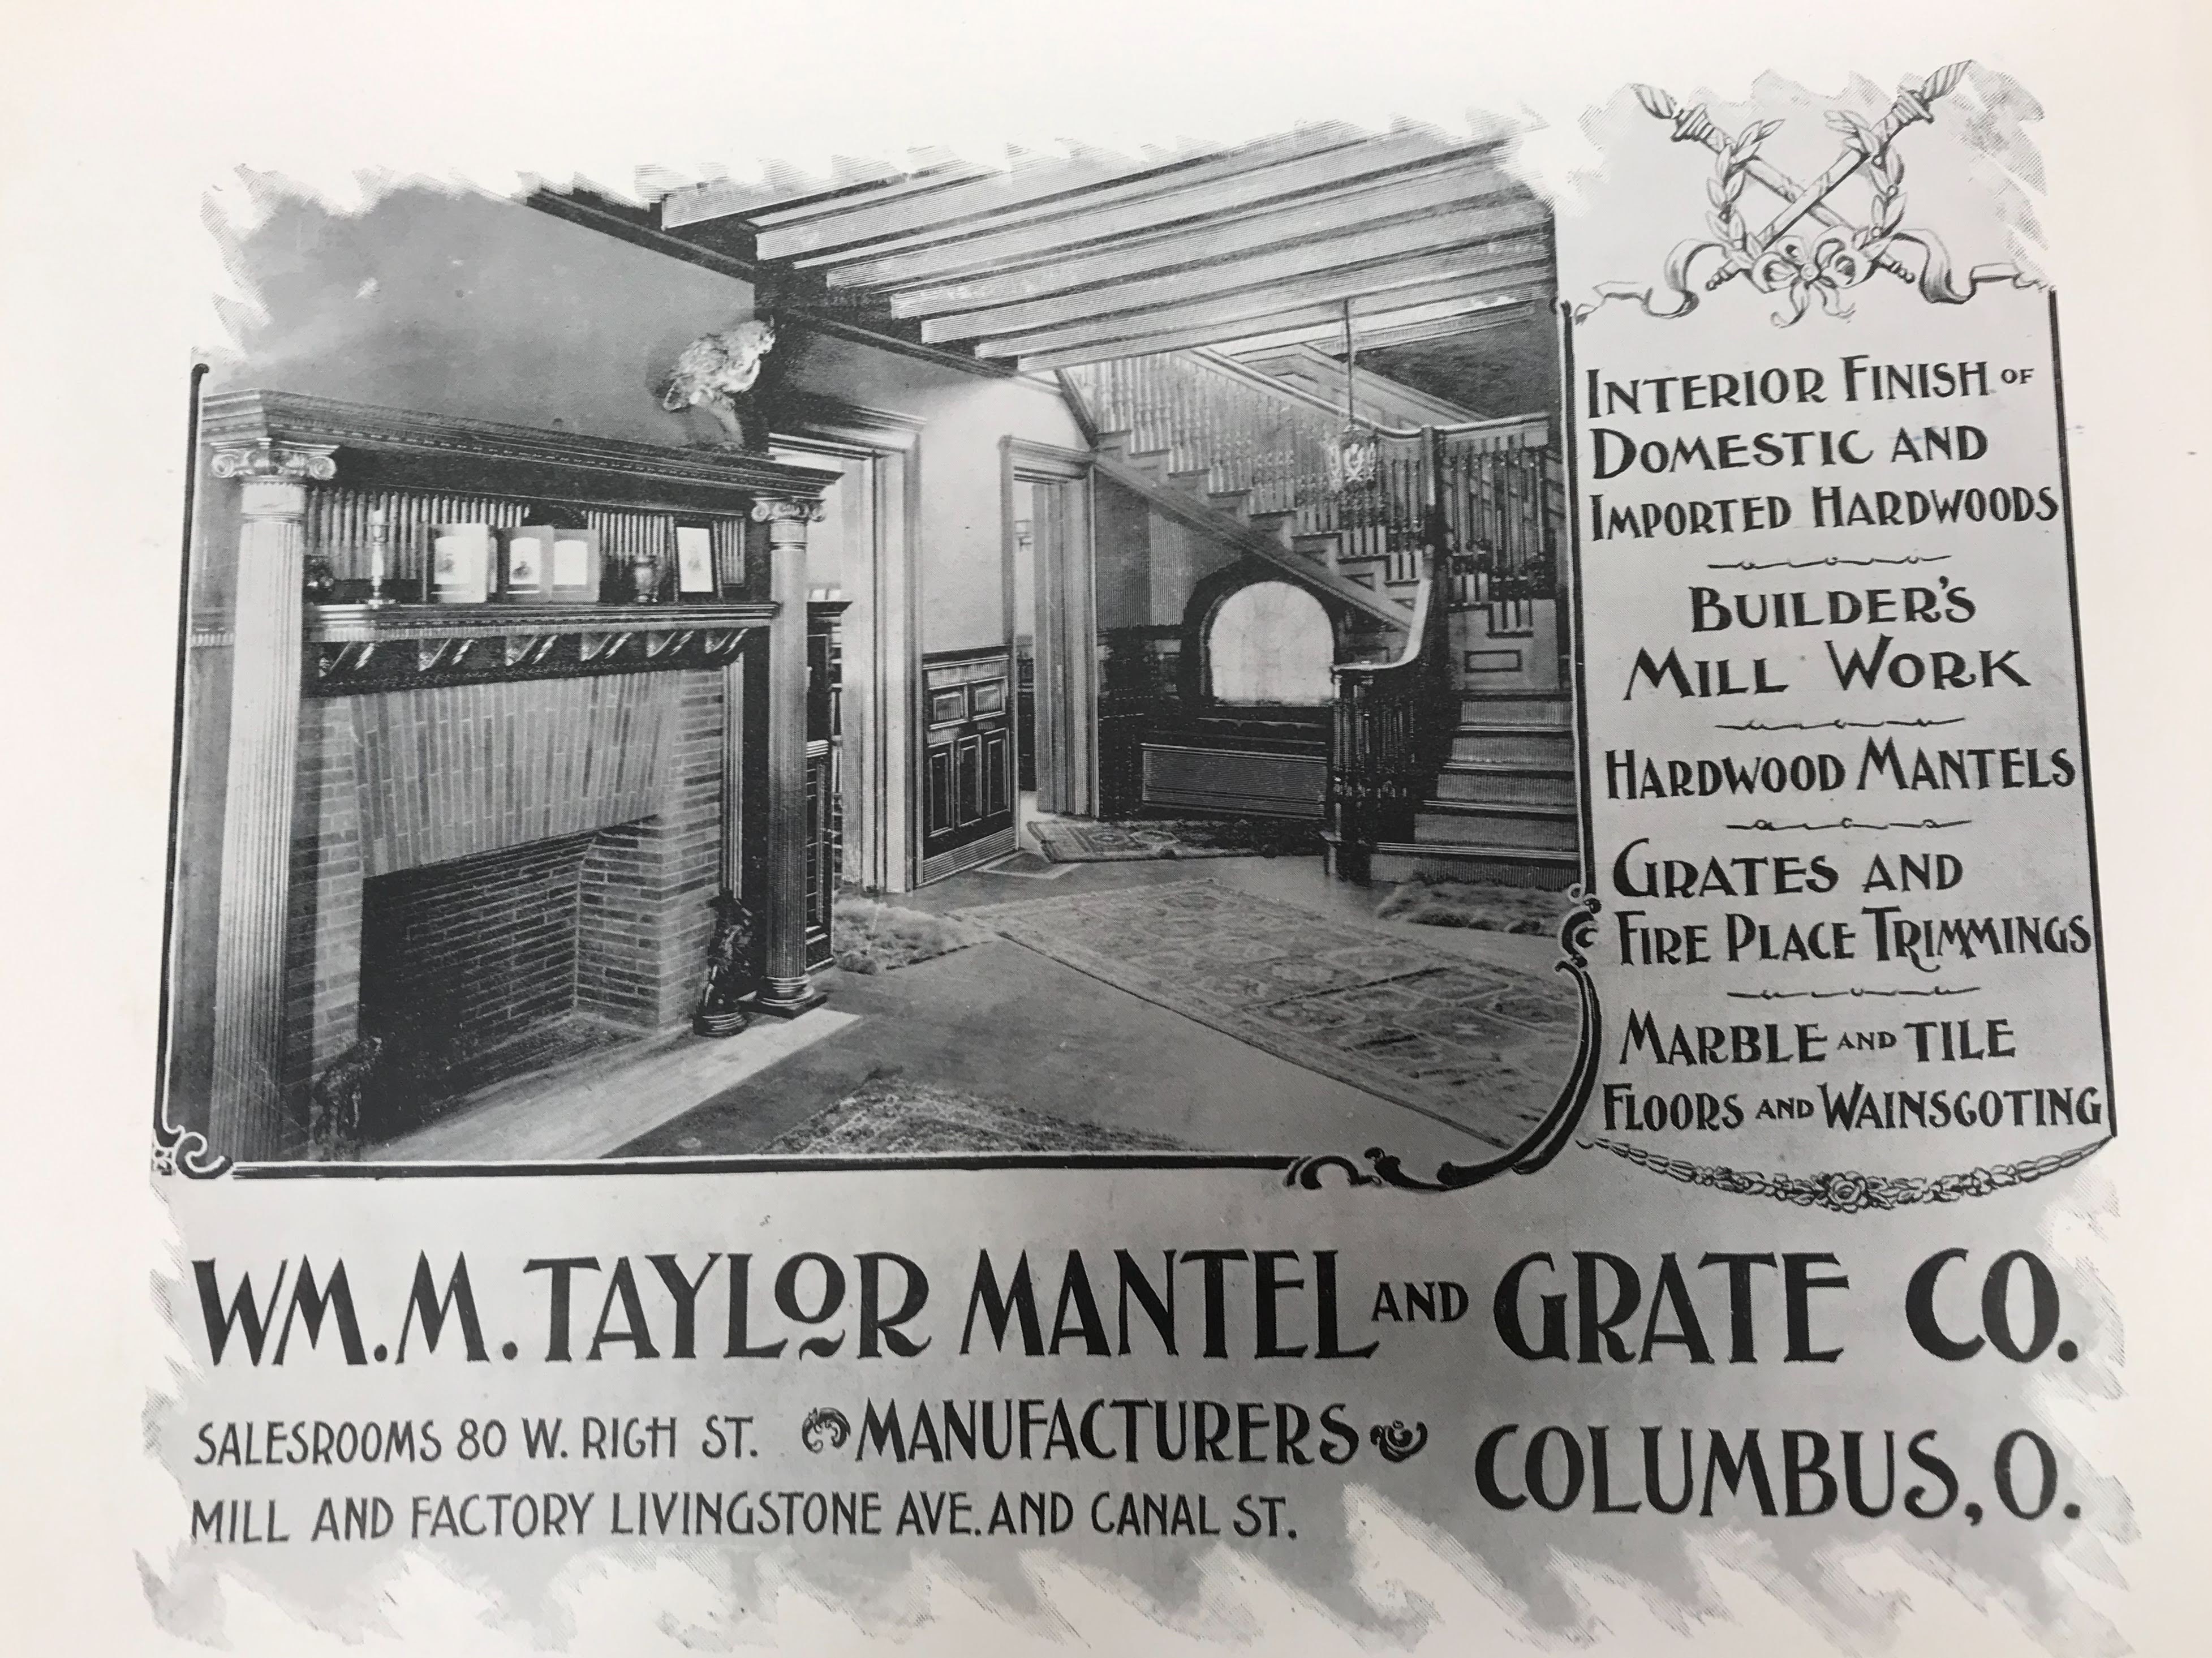 INTERIOR FINISH OF
DOMESTIC AND
IMPORTED HARDWOODS
BUILDER'S
MILL WORK
HARDWOOD MANTELS
GRATES AND
FIRE PLACE TRIMMINGS
MARBLE AND TILE
FLOORS AND WAINSCOTING
WM. M. TAYLOR MANTEL AND GRATE CO.
SALESROOMS 80 W. RICH ST. MANUFACTURERS COLUMBUS, O.
MILL AND FACTORY LIVINGSTONE AVE. AND CANAL ST.